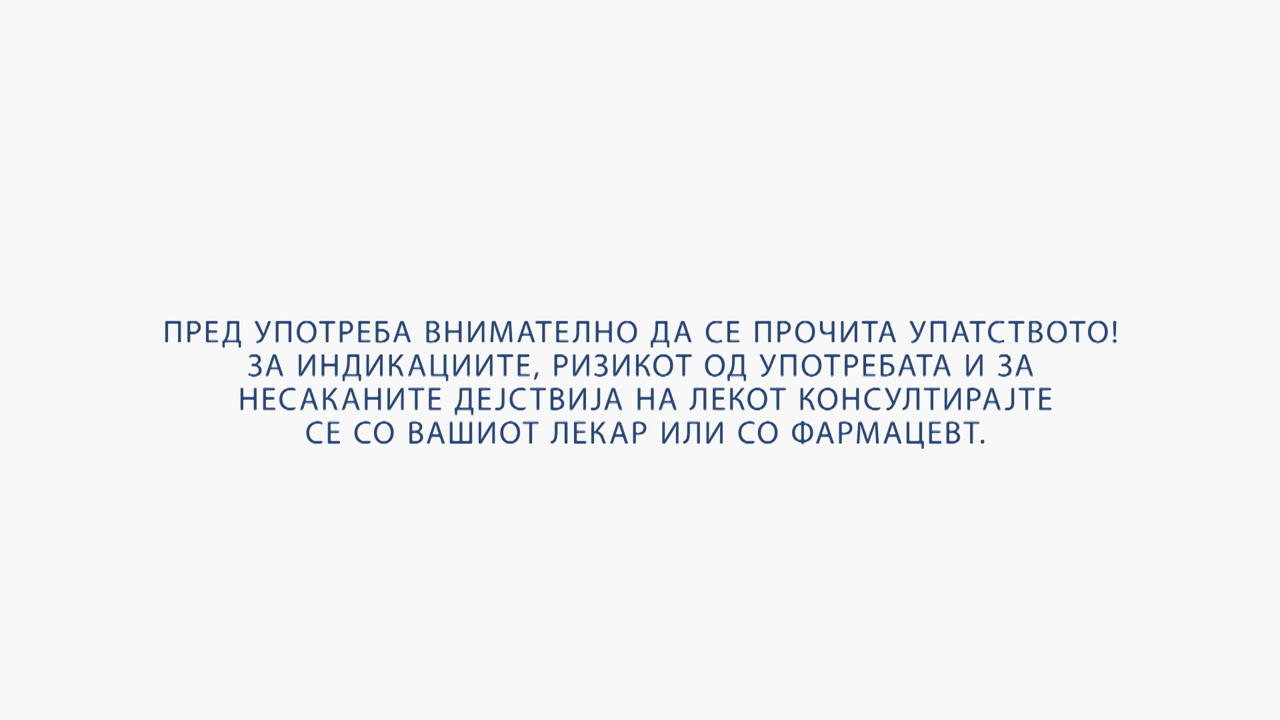 ПРЕД УПОТРЕБА ВНИМАТЕЛНО ДА СЕ ПРОЧИТА УПАТСТВОТО!
ЗА ИНДИКАЦИИТЕ, РИЗИКОТ ОД УПОТРЕБАТА И ЗА
НЕСАКАНИТЕ ДЕЈСТВИЈА НА ЛЕКОТ КОНСУЛТИРАЈТЕ
СЕ СО ВАШИОТ ЛЕКАР ИЛИ СО ФАРМАЦЕВТ.